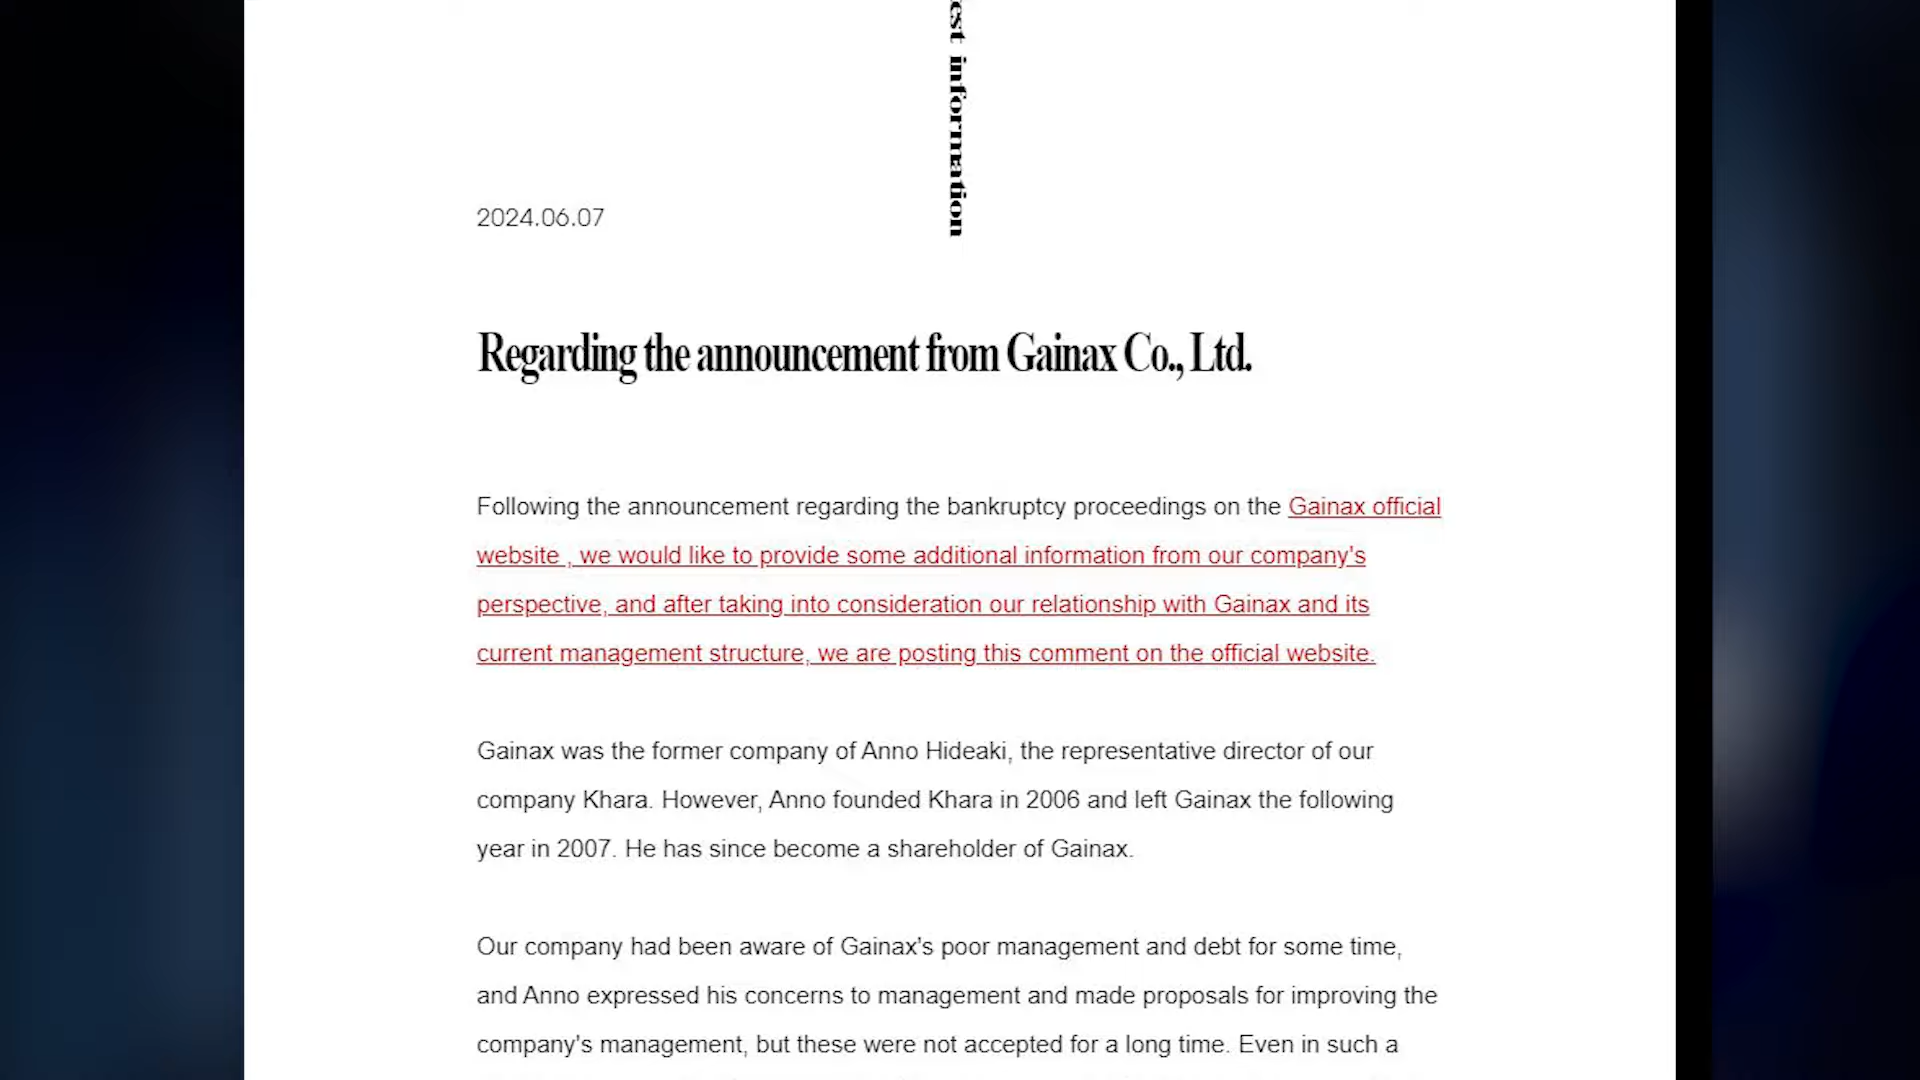 est information
2024.06.07
Regarding the announcement from Gainax Co., Ltd.
Following the announcement regarding the bankruptcy proceedings on the Gainax official
website , we would like to provide some additional information from our company's
perspective, and after taking into consideration our relationship with Gainax and its
current management structure, we are posting this comment on the official website.
Gainax was the former company of Anno Hideaki, the representative director of our
company Khara. However, Anno founded Khara in 2006 and left Gainax the following
year in 2007. He has since become a shareholder of Gainax.
Our company had been aware of Gainax's poor management and debt for some time,
and Anno expressed his concerns to management and made proposals for improving the
company's management, but these were not accepted for a long time. Even in such a